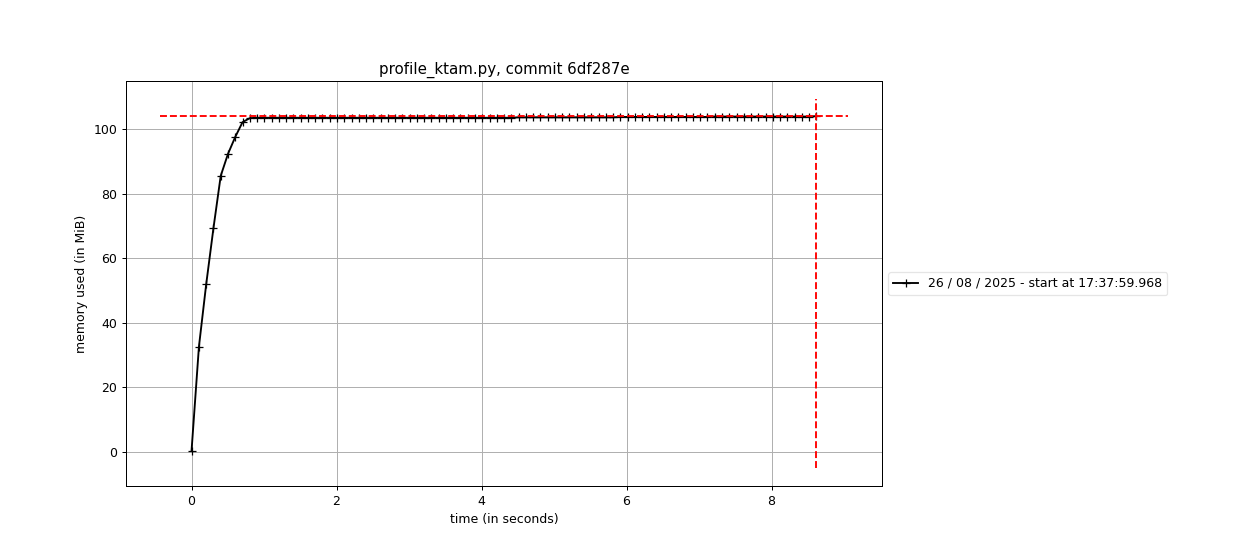 profile_ktam.py, commit 6df287e
memory used (in MiB)
100
80
60
40
20
0
0 2 4 6 8
time (in seconds)
26 / 08 / 2025 - start at 17:37:59.968